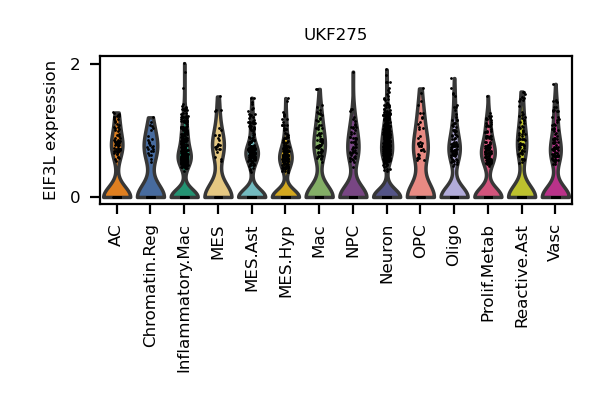 UKF275
EIF3L expression
2
0
AC
Chromatin.Reg
Inflammatory.Mac
MES
MES.Ast
MES.Hyp
Mac
NPC
Neuron
OPC
Oligo
Prolif.Metab
Reactive.Ast
Vasc